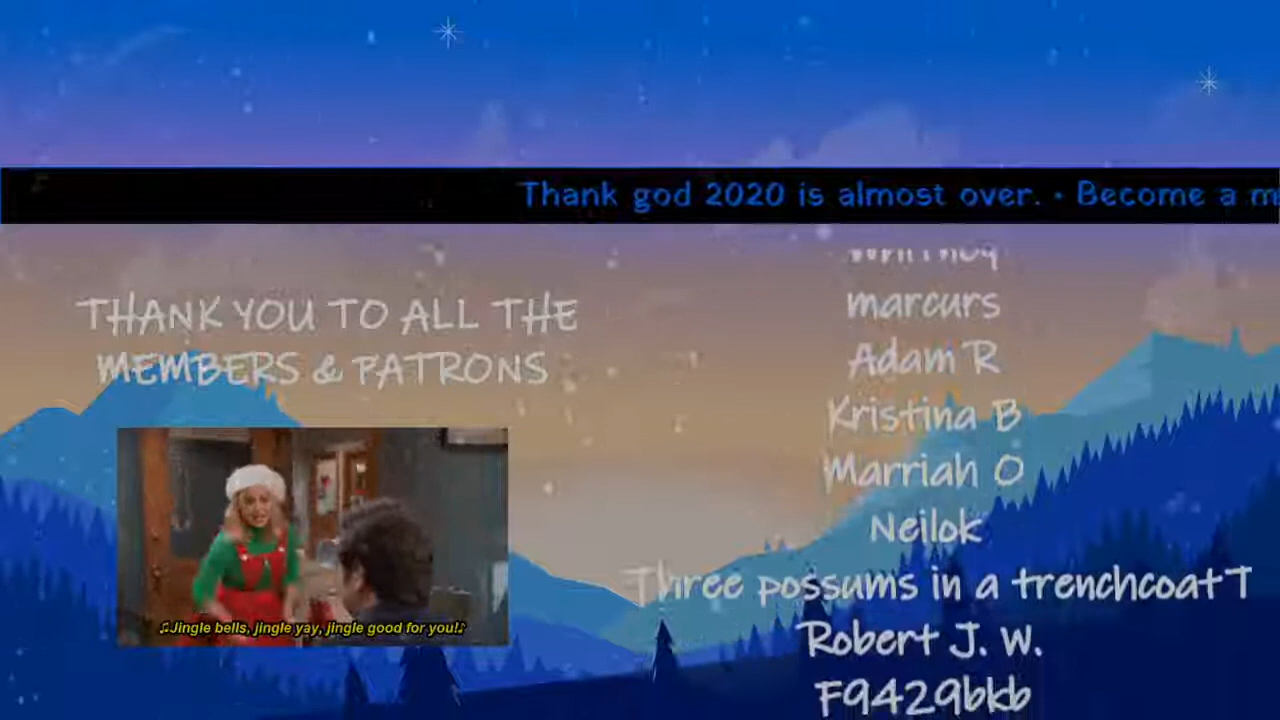 Thank god 2020 is almost over. • Become a m
THANK YOU TO ALL THE
MEMBERS & PATRONS
♫Jingle bells, jingle yay, jingle good for you!♫
marcurs
Adam R
Kristina B
Marriah O
Neilok
Three possums in a trenchcoatT
Robert J. W.
F9429bkb